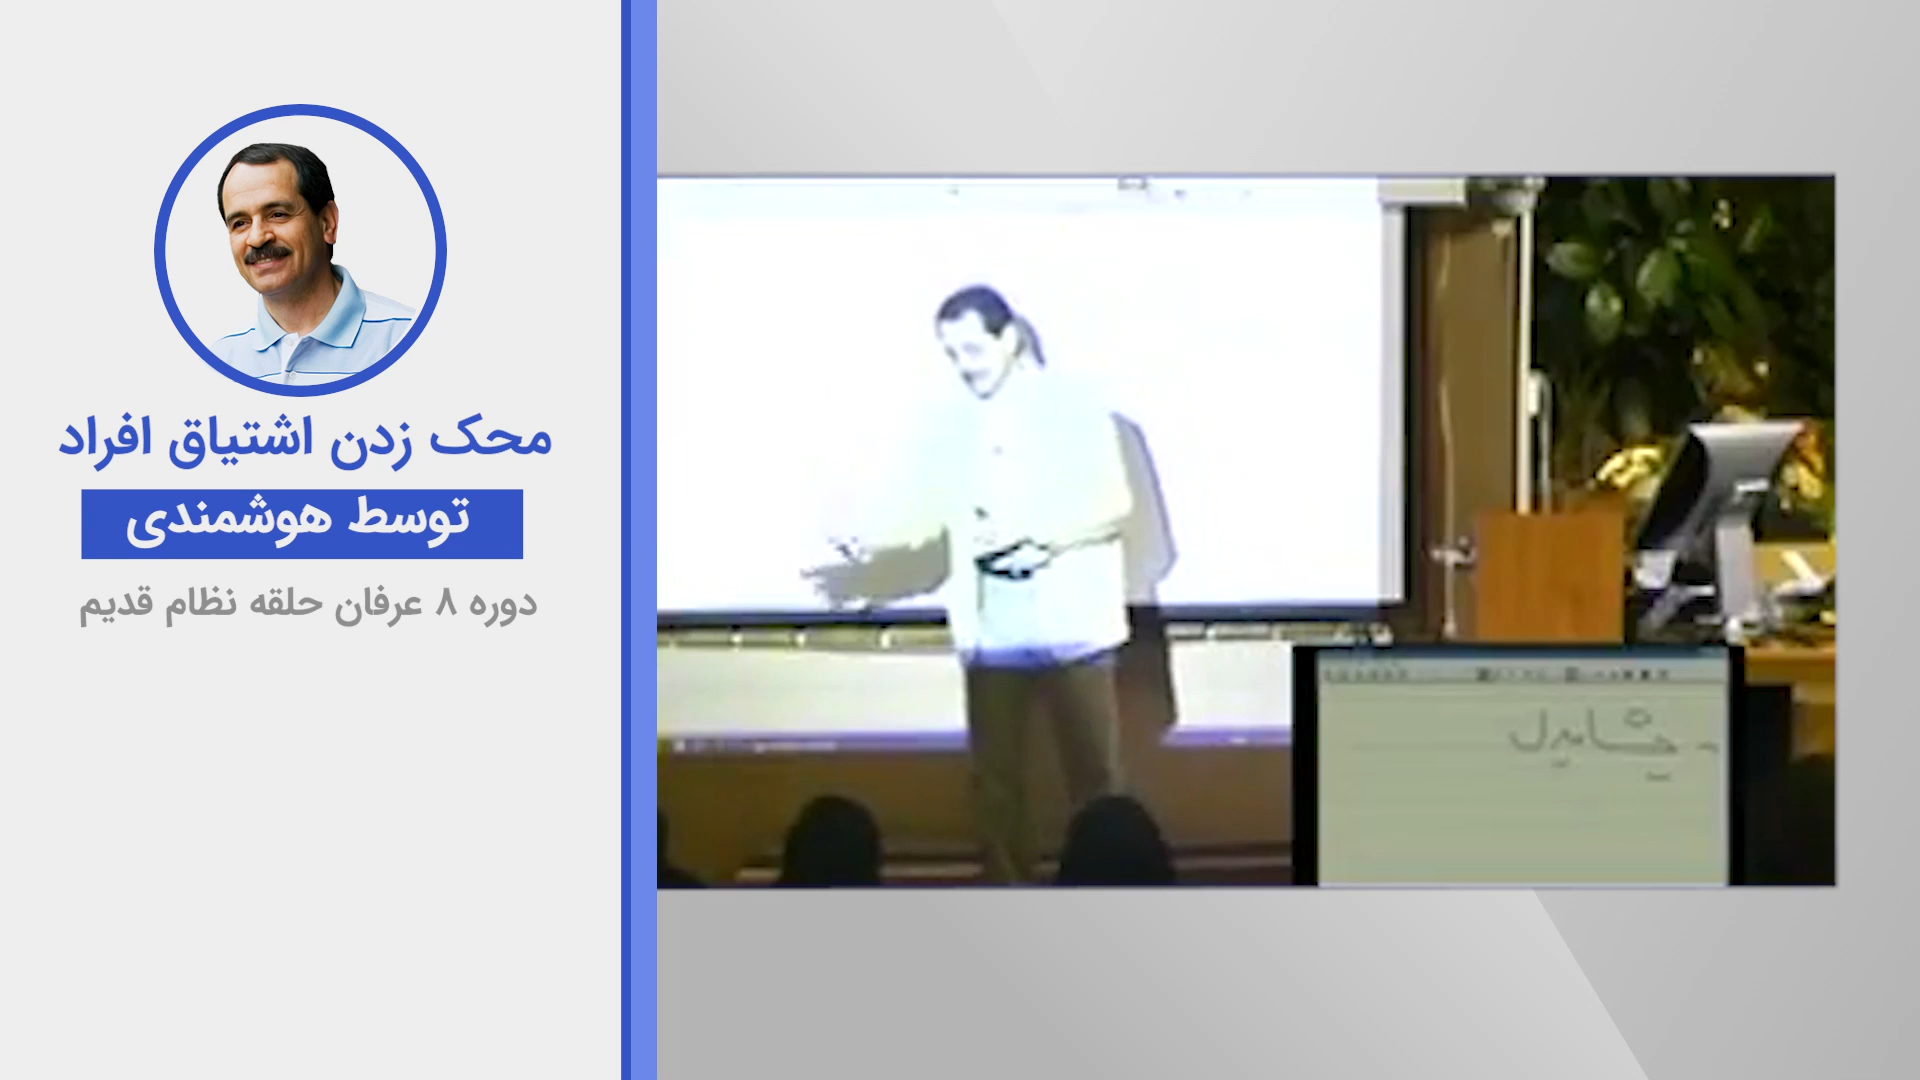 محک زدن اشتیاق افراد
توسط هوشمندی
دوره ۸ عرفان حلقه نظام قدیم